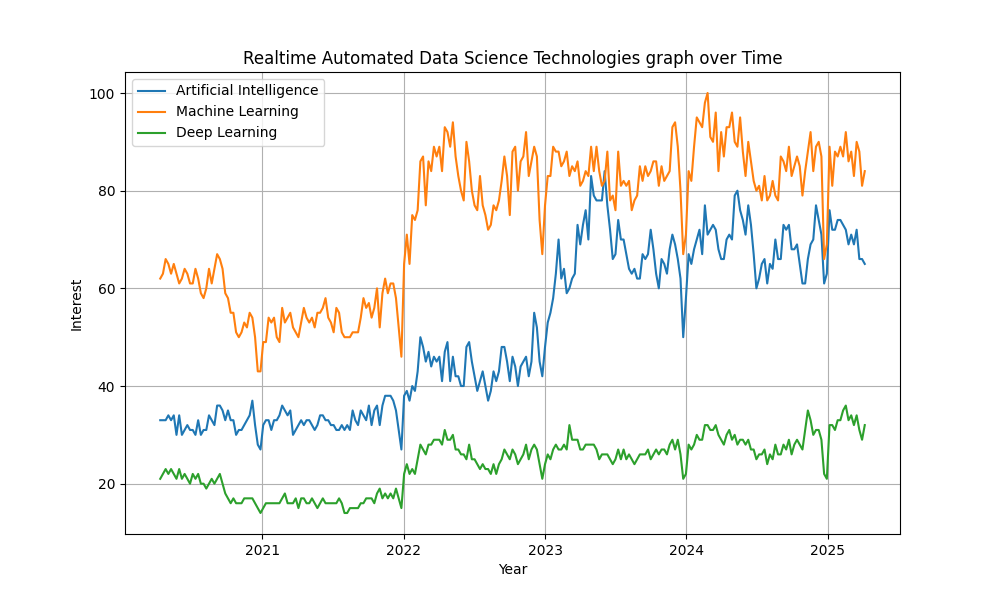 Realtime Automated Data Science Technologies graph over Time
Artificial Intelligence
Machine Learning
Deep Learning
100
80
60
40
20
Interest
2021 2022 2023 2024 2025
Year